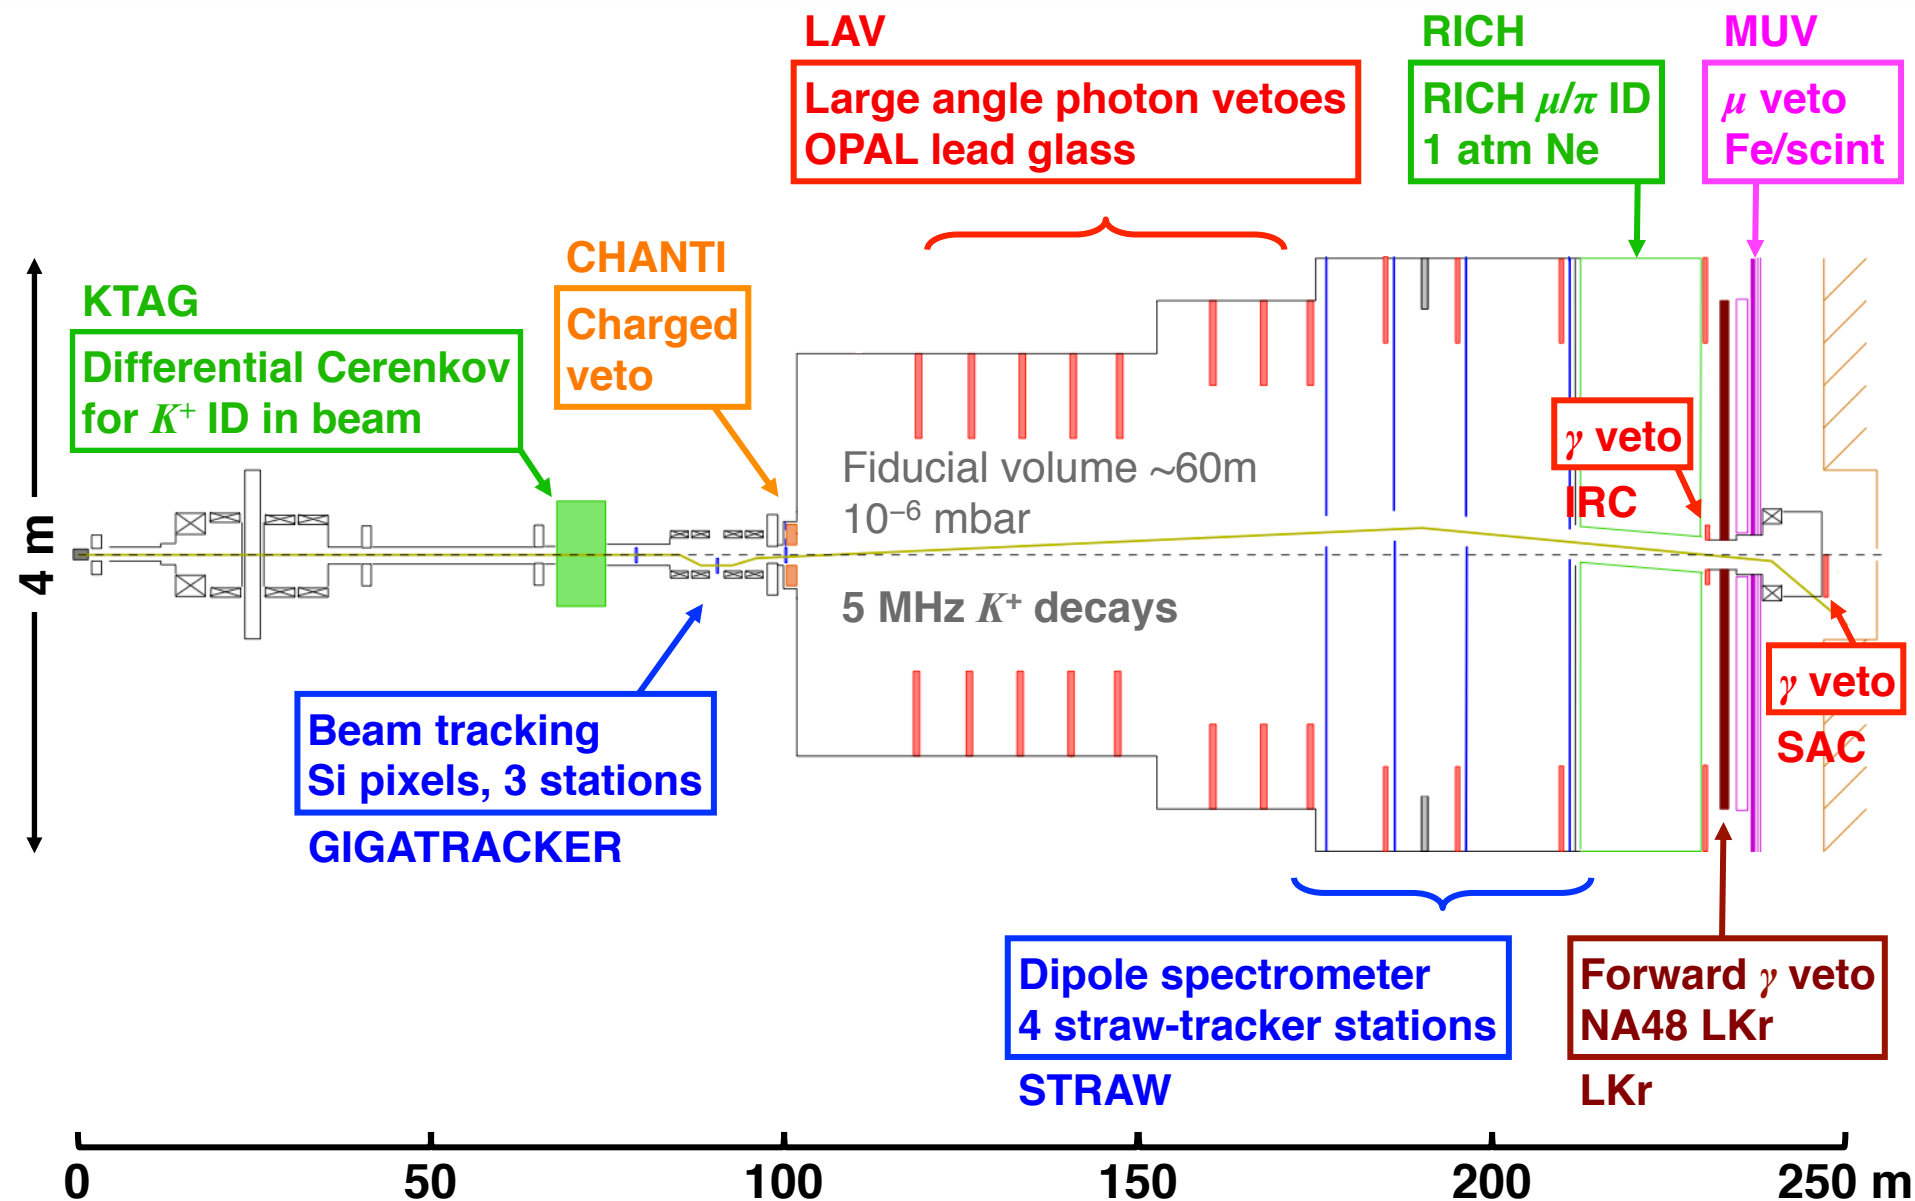 LAV
Large angle photon vetoes
OPAL lead glass
RICH
RICH μ/π ID
1 atm Ne
MUV
μ veto
Fe/scint
CHANTI
Charged
veto
KTAG
Differential Cerenkov
for K⁺ ID in beam
4 m
Fiducial volume ~60m
10⁻⁶ mbar
5 MHz K⁺ decays
γ veto
IRC
γ veto
SAC
Beam tracking
Si pixels, 3 stations
GIGATRACKER
Dipole spectrometer
4 straw-tracker stations
STRAW
Forward γ veto
NA48 LKr
LKr
0 50 100 150 200 250 m